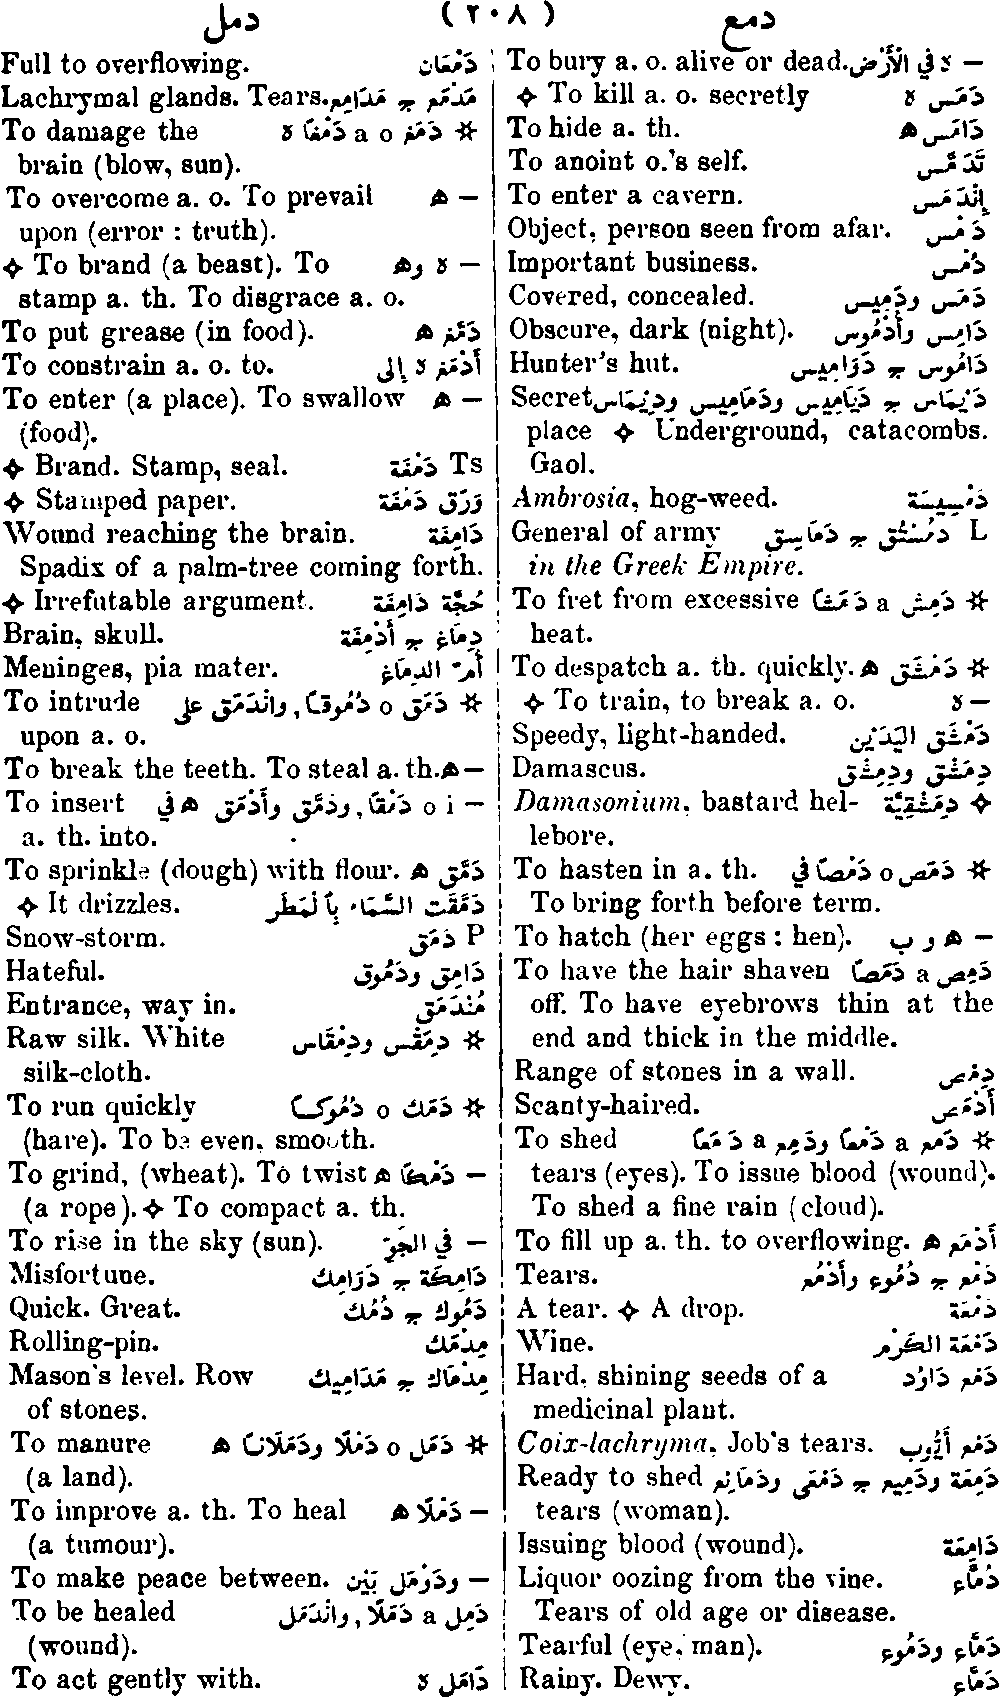 دمع ( ٢٠٨ ) دمل
To bury a. o. alive or dead. — ه في الأَرْض
✧ To kill a. o. secretly دَمَّس ه
To hide a. th. دَامَس ه
To anoint o.'s self. تَدَمَّس
To enter a cavern. إِنْدَمَس
Object, person seen from afar. دَمْس
Important business. دُمْس
Covered, concealed. دَمَس ودَمِيس
Obscure, dark (night). دَامِس وأَدْمُوس
Hunter's hut. دَامُوس ج دَوَامِيس
Secret دَيْمَاس ج دَيَامِيس ودَمَامِيس ودِيْمَاس
place ✧ Underground, catacombs.
Gaol.
Ambrosia, hog-weed. دَمْسِيسَة
General of army دُمُسْتُق ج دَمَاسِق L
in the Greek Empire.
To fret from excessive دَمِش a دَمَشًا ✲
heat.
To despatch a. th. quickly. دَمْشَق ه ✲
✧ To train, to break a. o. — ه
Speedy, light-handed. دَمْشَق اليَدَيْن
Damascus. دِمَشْق ودِمِشْق
Damasonium, bastard hel- دِمَشْقِيَّة ✧
lebore.
To hasten in a. th. دَمَص o دَمْصًا في ✲
To bring forth before term.
To hatch (her eggs : hen). — ه و ب
To have the hair shaven دَمِص a دَمَصًا
off. To have eyebrows thin at the
end and thick in the middle.
Range of stones in a wall. دِمْص
Scanty-haired. أَدْمَص
To shed دَمَع a دَمْعًا ودَمِع a دَمَعًا ✲
tears (eyes). To issue blood (wound).
To shed a fine rain (cloud).
To fill up a. th. to overflowing. أَدْمَع ه
Tears. دَمْع ج دُمُوع وأَدْمُع
A tear. ✧ A drop. دَمْعَة
Wine. دَمْعَة الكَرْم
Hard, shining seeds of a دَمْع دَاوُد
medicinal plant.
Coix-lachryma, Job's tears. دَمْع أَيُّوب
Ready to shed دَمِعَة ودَمِيع ج دَمْعَى ودَمَائِع
tears (woman).
Issuing blood (wound). دَامِعَة
Liquor oozing from the vine. دُمَّاع
Tears of old age or disease.
Tearful (eye, man). دَمَّاع ودَمُوع
Rainy. Dewy. دَمَّاع
Full to overflowing. دَمْعَان
Lachrymal glands. Tears. مَدْمَع ج مَدَامِع
To damage the دَمَغ a o دَمْغًا ه ✲
brain (blow, sun).
To overcome a. o. To prevail — ه
upon (error : truth).
✧ To brand (a beast). To — ه وه
stamp a. th. To disgrace a. o.
To put grease (in food). دَمَّغ ه
To constrain a. o. to. أَدْمَغ ه إِلى
To enter (a place). To swallow — ه
(food).
✧ Brand. Stamp, seal. دَمْغَة Ts
✧ Stamped paper. وَرَق دَمْغَة
Wound reaching the brain. دَامِغَة
Spadix of a palm-tree coming forth.
✧ Irrefutable argument. حُجَّة دَامِغَة
Brain, skull. دِمَاغ ج أَدْمِغَة
Meninges, pia mater. أُمّ الدِمَاغ
To intrude دَمَق o دُمُوقًا, وانْدَمَق على ✲
upon a. o.
To break the teeth. To steal a. th. — ه
To insert — o i دَمْقًا, ودَمَّق وأَدْمَق ه في
a. th. into.
To sprinkle (dough) with flour. دَمَّق ه
✧ It drizzles. دَمَّقَت السَّمَاء بِالْمَطَر
Snow-storm. دَمَق P
Hateful. دَامِق ودَمُوق
Entrance, way in. مُنْدَمَق
Raw silk. White دِمَقْس ودِمْقَاس ✲
silk-cloth.
To run quickly دَمَك o دُمُوكًا ✲
(hare). To be even, smooth.
To grind, (wheat). To twist — دَمْكًا ه
(a rope). ✧ To compact a. th.
To rise in the sky (sun). — في الجَوّ
Misfortune. دَامِكَة ج دَوَامِك
Quick. Great. دَمُوك ج دُمُك
Rolling-pin. مِدْمَك
Mason's level. Row مِدْمَاك ج مَدَامِيك
of stones.
To manure دَمَل o دَمْلًا ودَمَلَانًا ه ✲
(a land).
To improve a. th. To heal — دَمْلًا ه
(a tumour).
To make peace between. — ودَوْمَل بَيْن
To be healed دَمِل a دَمَلًا, وانْدَمَل
(wound).
To act gently with. دَامَل ه